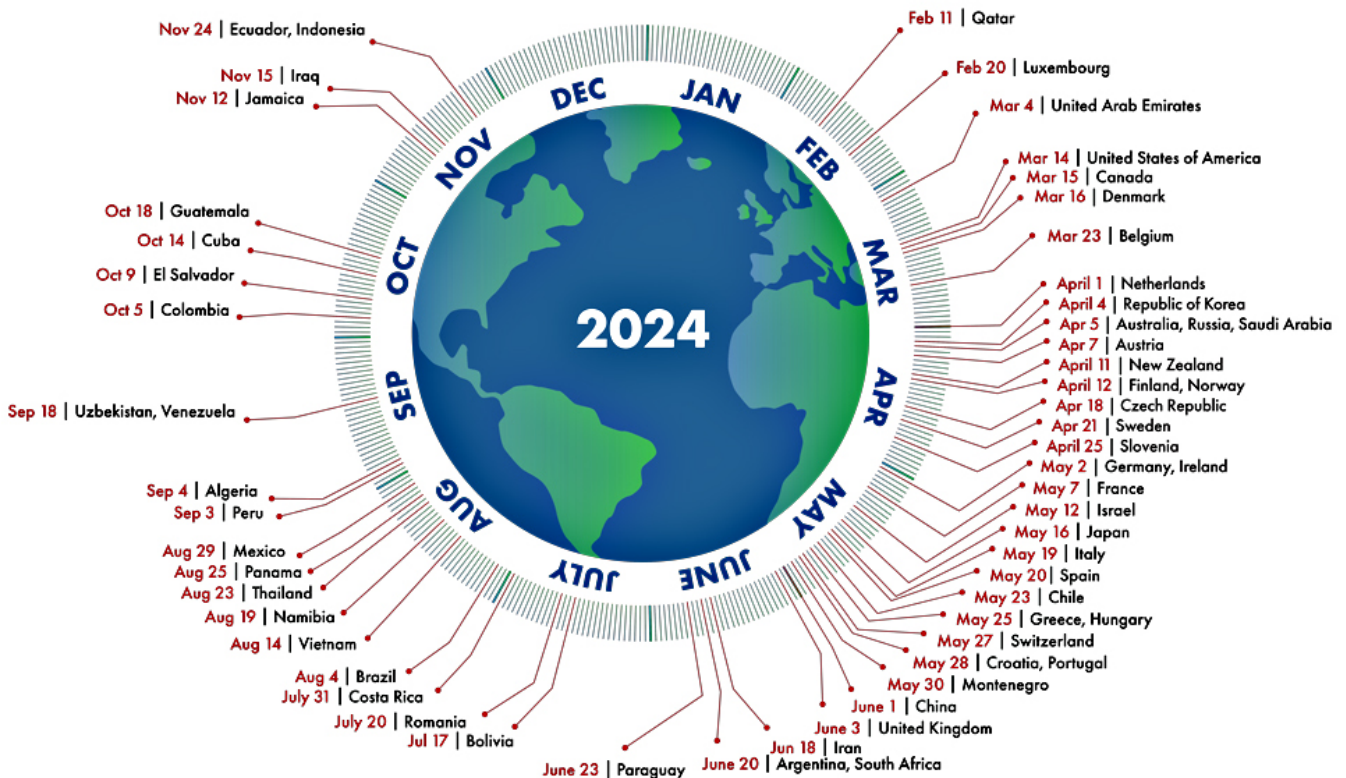 Feb 11 | Qatar
Feb 20 | Luxembourg
Mar 4 | United Arab Emirates
Mar 14 | United States of America
Mar 15 | Canada
Mar 16 | Denmark
Mar 23 | Belgium
April 1 | Netherlands
April 4 | Republic of Korea
Apr 5 | Australia, Russia, Saudi Arabia
Apr 7 | Austria
April 11 | New Zealand
April 12 | Finland, Norway
Apr 18 | Czech Republic
Apr 21 | Sweden
April 25 | Slovenia
May 2 | Germany, Ireland
May 7 | France
May 12 | Israel
May 16 | Japan
May 19 | Italy
May 20 | Spain
May 23 | Chile
May 25 | Greece, Hungary
May 27 | Switzerland
May 28 | Croatia, Portugal
May 30 | Montenegro
June 1 | China
June 3 | United Kingdom
Jun 18 | Iran
June 20 | Argentina, South Africa
June 23 | Paraguay
Jul 17 | Bolivia
July 20 | Romania
July 31 | Costa Rica
Aug 4 | Brazil
Aug 14 | Vietnam
Aug 19 | Namibia
Aug 23 | Thailand
Aug 25 | Panama
Aug 29 | Mexico
Sep 3 | Peru
Sep 4 | Algeria
Sep 18 | Uzbekistan, Venezuela
Oct 5 | Colombia
Oct 9 | El Salvador
Oct 14 | Cuba
Oct 18 | Guatemala
Nov 12 | Jamaica
Nov 15 | Iraq
Nov 24 | Ecuador, Indonesia
JAN
FEB
MAR
APR
MAY
JUNE
JULY
AUG
SEP
OCT
NOV
DEC
2024